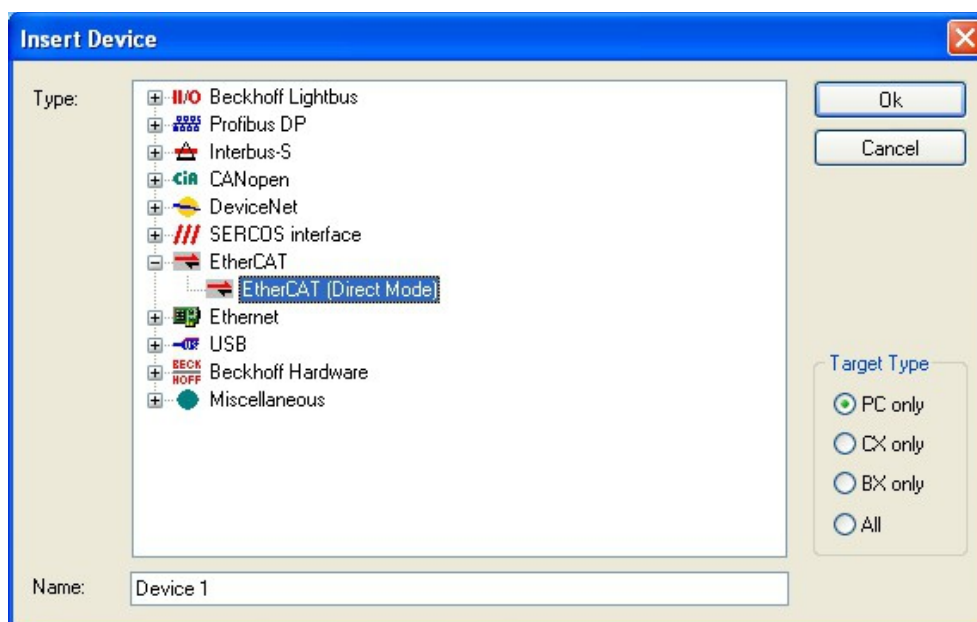 Insert Device
Type:
II/O Beckhoff Lightbus
Profibus DP
Interbus-S
CiA CANopen
DeviceNet
SERCOS interface
EtherCAT
EtherCAT (Direct Mode)
Ethernet
USB
BECK
HOFF
Beckhoff Hardware
Miscellaneous
Ok
Cancel
Target Type
PC only
CX only
BX only
All
Name:
Device 1